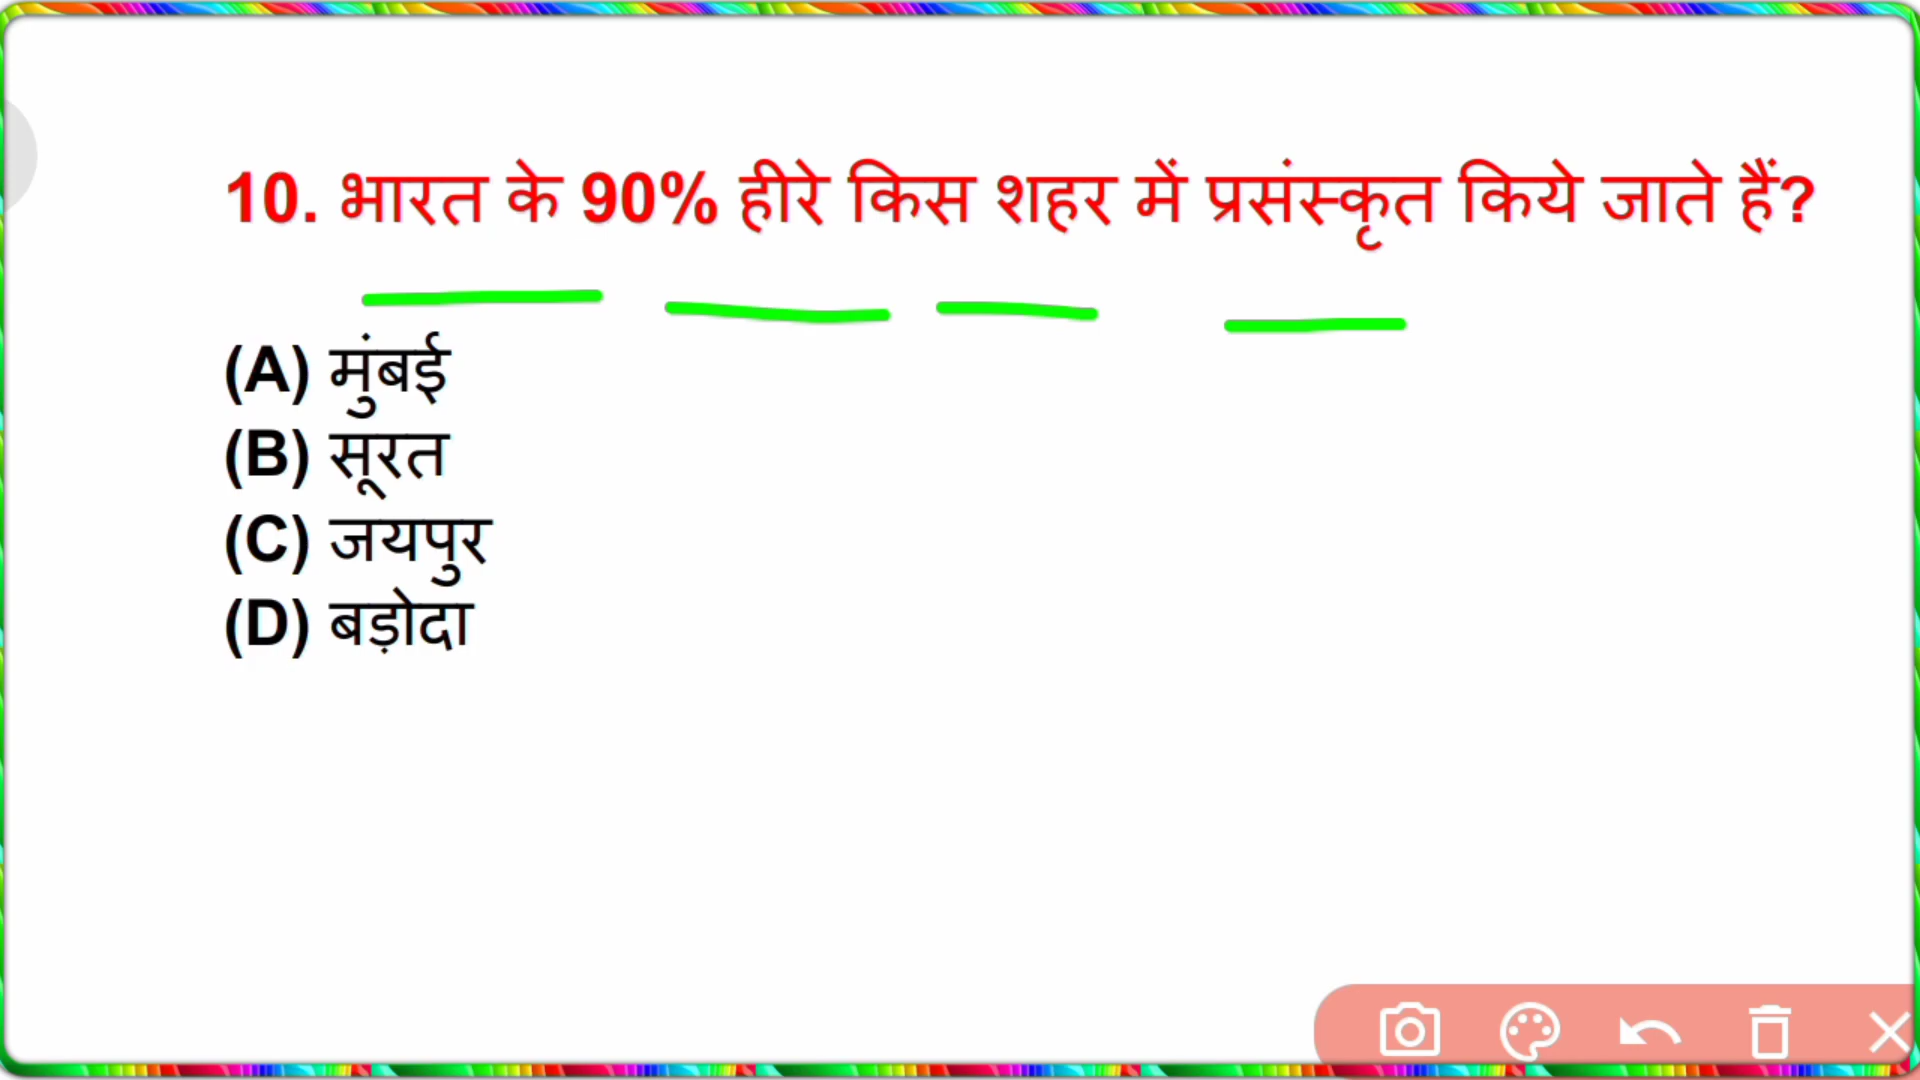 10. भारत के 90% हीरे किस शहर में प्रसंस्कृत किये जाते हैं?
(A) मुंबई
(B) सूरत
(C) जयपुर
(D) बड़ोदा